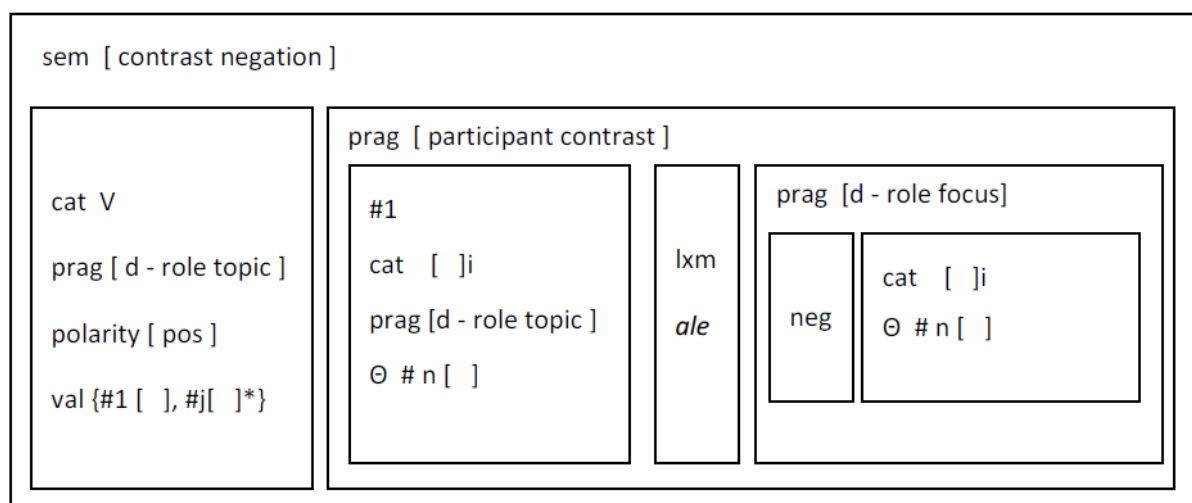 sem [ contrast negation ]
cat V
prag [ d - role topic ]
polarity [ pos ]
val {#1 [ ], #j[ ]*}
prag [ participant contrast ]
#1
cat [ ]i
prag [d - role topic ]
Θ # n [ ]
lxm
ale
prag [d - role focus]
neg
cat [ ]i
Θ # n [ ]